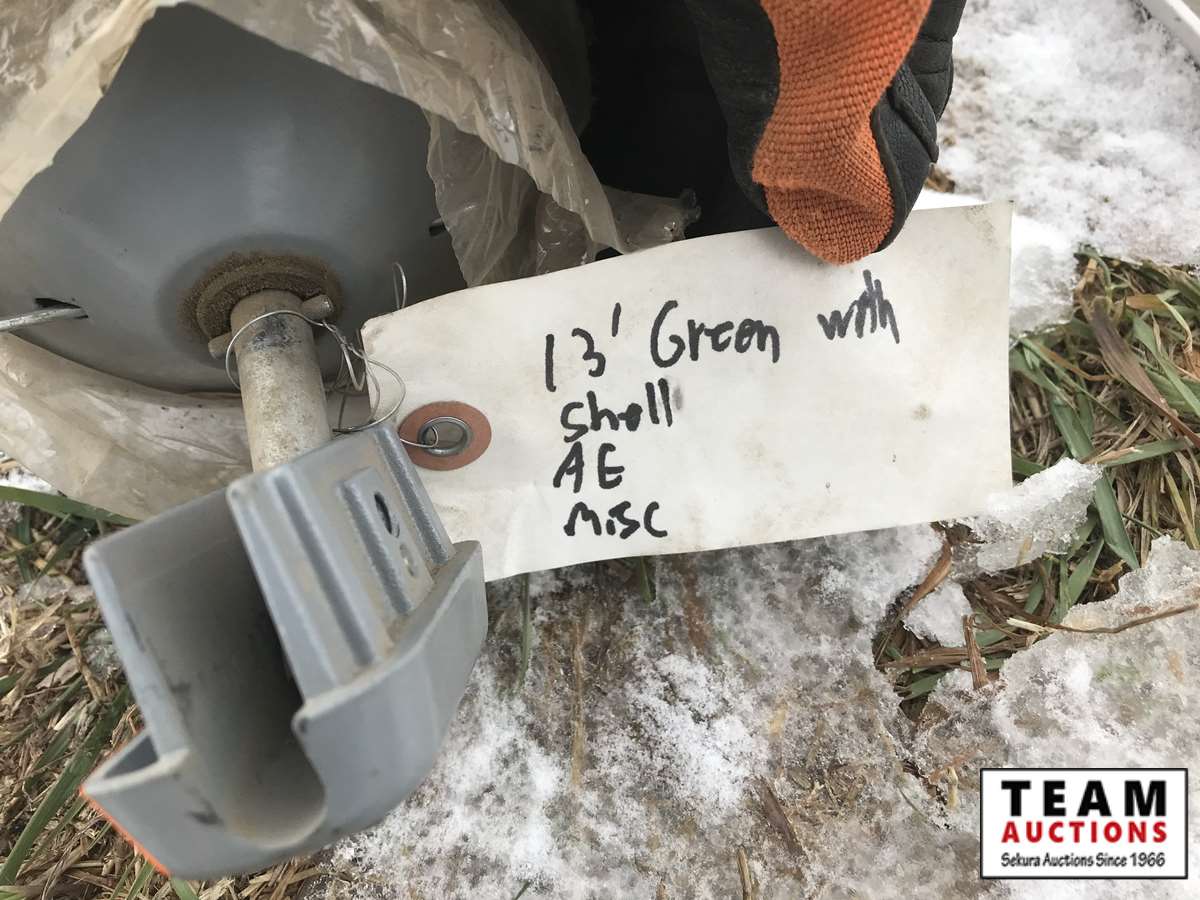 13' Green with
shell
AE
misc
TEAM
AUCTIONS
Sekura Auctions Since 1966